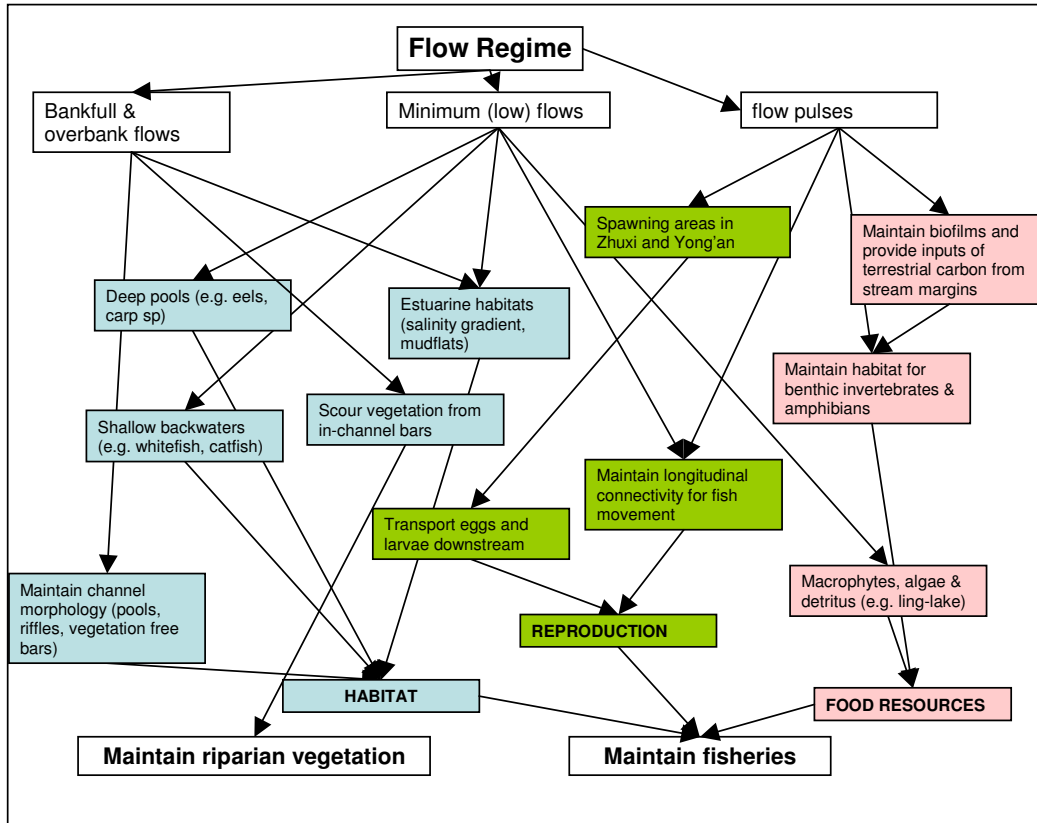 Flow Regime
Bankfull &
overbank flows
Minimum (low) flows
flow pulses
Spawning areas in
Zhuxi and Yong'an
Maintain biofilms and
provide inputs of
terrestrial carbon from
stream margins
Deep pools (e.g. eels,
carp sp)
Estuarine habitats
(salinity gradient,
mudflats)
Maintain habitat for
benthic invertebrates &
amphibians
Shallow backwaters
(e.g. whitefish, catfish)
Scour vegetation from
in-channel bars
Maintain longitudinal
connectivity for fish
movement
Transport eggs and
larvae downstream
Maintain channel
morphology (pools,
riffles, vegetation free
bars)
Macrophytes, algae &
detritus (e.g. ling-lake)
REPRODUCTION
HABITAT
FOOD RESOURCES
Maintain riparian vegetation
Maintain fisheries